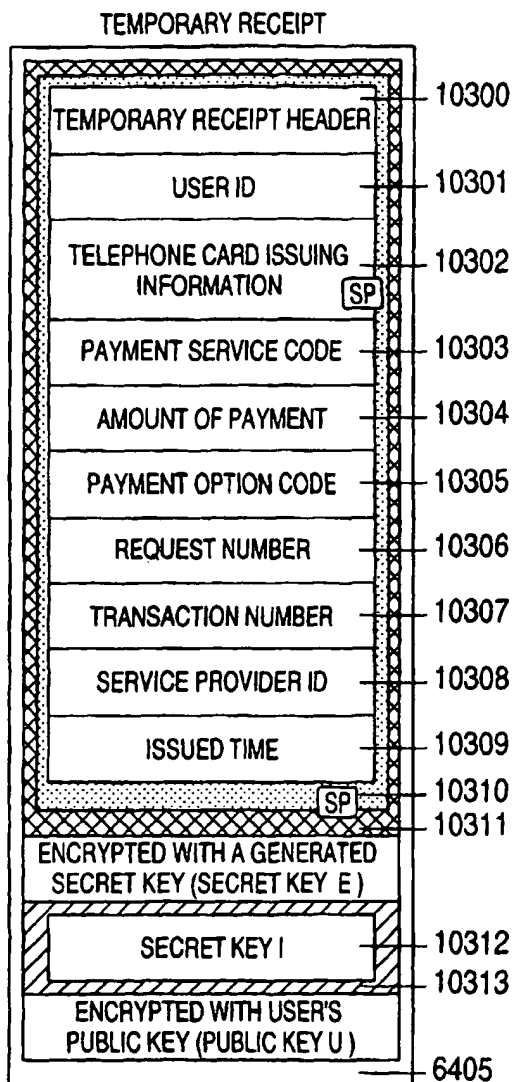 TEMPORARY RECEIPT
TEMPORARY RECEIPT HEADER
10300
USER ID
10301
TELEPHONE CARD ISSUING
INFORMATION
10302
SP
PAYMENT SERVICE CODE
10303
AMOUNT OF PAYMENT
10304
PAYMENT OPTION CODE
10305
REQUEST NUMBER
10306
TRANSACTION NUMBER
10307
SERVICE PROVIDER ID
10308
ISSUED TIME
10309
10310
SP
10311
ENCRYPTED WITH A GENERATED
SECRET KEY (SECRET KEY E)
SECRET KEY I
10312
10313
ENCRYPTED WITH USER'S
PUBLIC KEY (PUBLIC KEY U)
6405